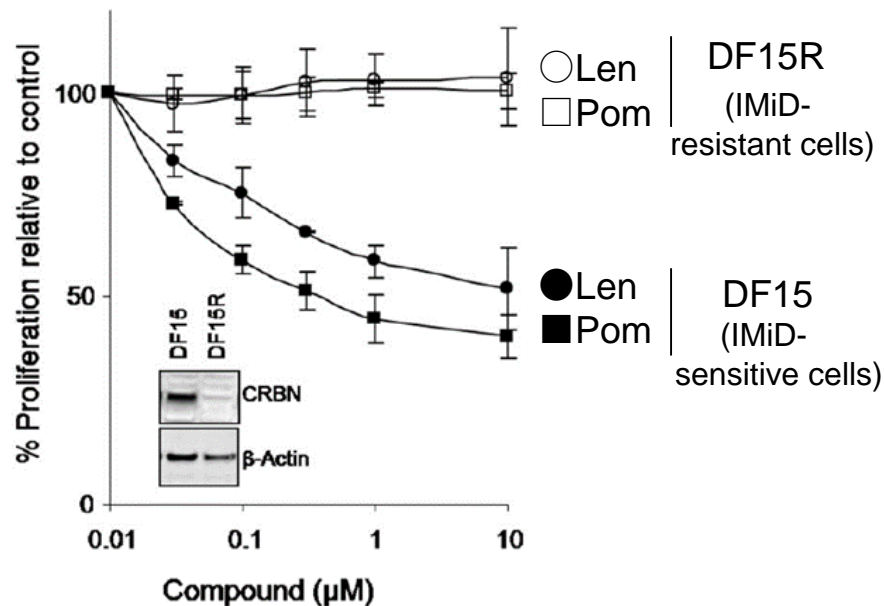 % Proliferation relative to control
100
50
0
0.01
0.1
1
10
Compound (µM)
DF15
DF15R
CRBN
β-Actin
Len
Pom
DF15R
(IMiD-
resistant cells)
Len
Pom
DF15
(IMiD-
sensitive cells)